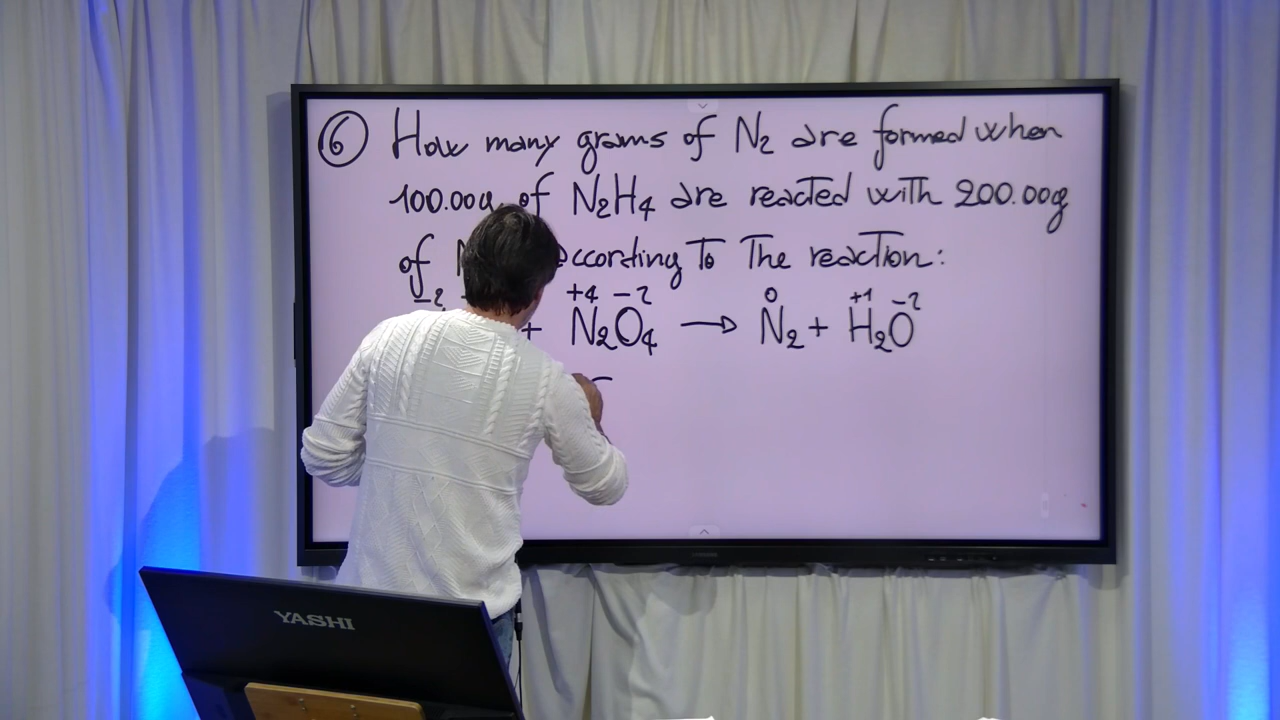 ⑥ How many grams of N₂ are formed when
100.00g of N₂H₄ are reacted with 200.00g
of according to the reaction:
-2 +4 -2 0 +1 -2
+ N₂O₄ → N₂ + H₂O
YASHI